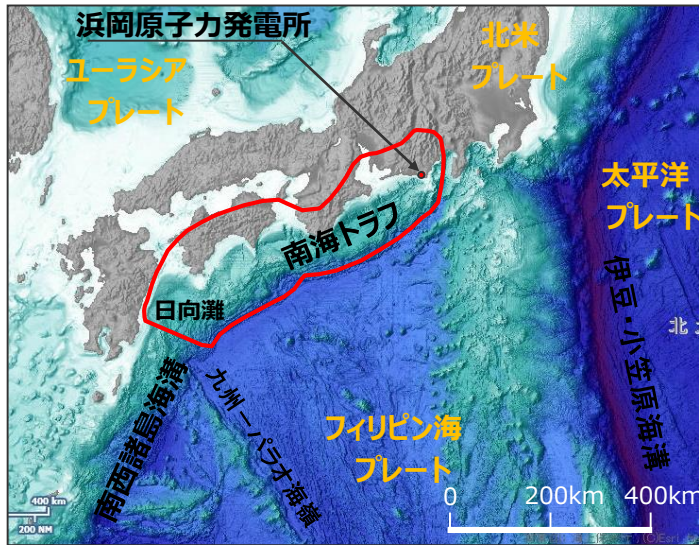 浜岡原子力発電所
北米
プレート
ユーラシア
プレート
太平洋
プレート
南海トラフ
日向灘
伊豆・小笠原海溝
北
南西諸島海溝
九州ーパラオ海嶺
フィリピン海
プレート
0 200km 400km
400 km
200 NM